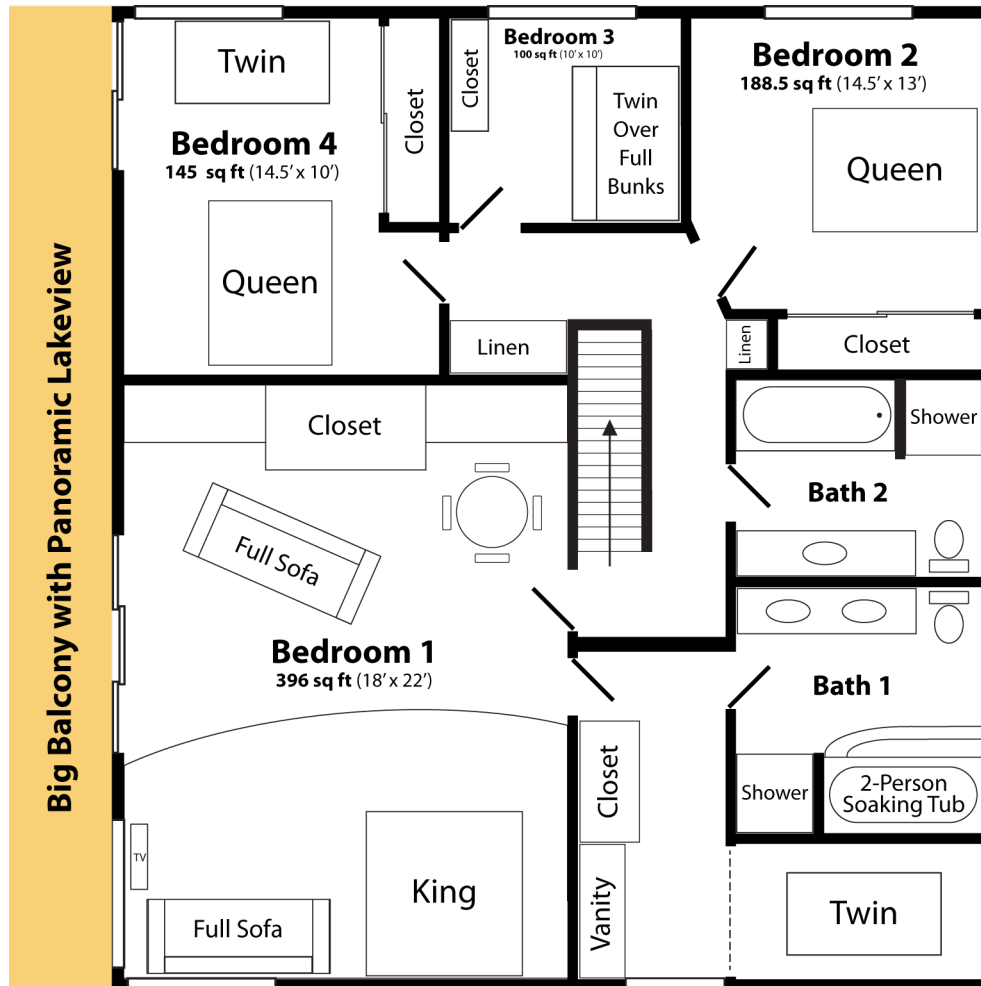 Big Balcony with Panoramic Lakeview
Twin
Bedroom 4
145 sq ft (14.5’ x 10’)
Closet
Queen
Closet
Bedroom 3
100 sq ft (10’ x 10’)
Twin
Over
Full
Bunks
Bedroom 2
188.5 sq ft (14.5’ x 13’)
Queen
Linen
Linen
Closet
Closet
Full Sofa
Bedroom 1
396 sq ft (18’ x 22’)
Shower
Bath 2
Bath 1
Closet
Shower
2-Person
Soaking Tub
TV
Full Sofa
King
Vanity
Twin